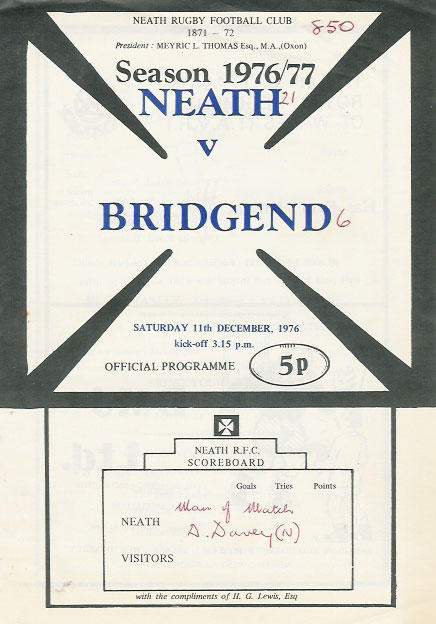 NEATH RUGBY FOOTBALL CLUB
1871 - 72
850
President : MEYRIC L. THOMAS Esq., M.A.,(Oxon)
Season 1976/77
NEATH 21
v
BRIDGEND 6
SATURDAY 11th DECEMBER, 1976
kick-off 3.15 p.m.
OFFICIAL PROGRAMME 5p
NEATH R.F.C.
SCOREBOARD
Goals Tries Points
Man of Match
NEATH
D. Davey (N)
VISITORS
with the compliments of H. G. Lewis, Esq